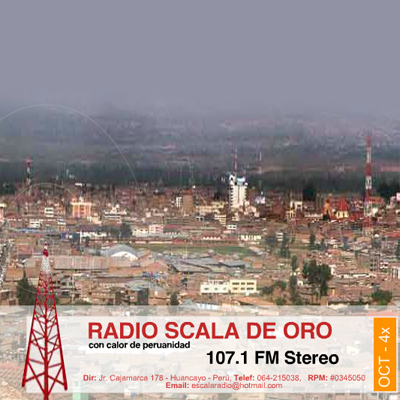 RADIO SCALA DE ORO
con calor de peruanidad
107.1 FM Stereo
Dir: Jr. Cajamarca 178 - Huancayo - Perú, Telef: 064-215038, RPM: #0345050
Email: escalaradio@hotmail.com
OCT - 4x